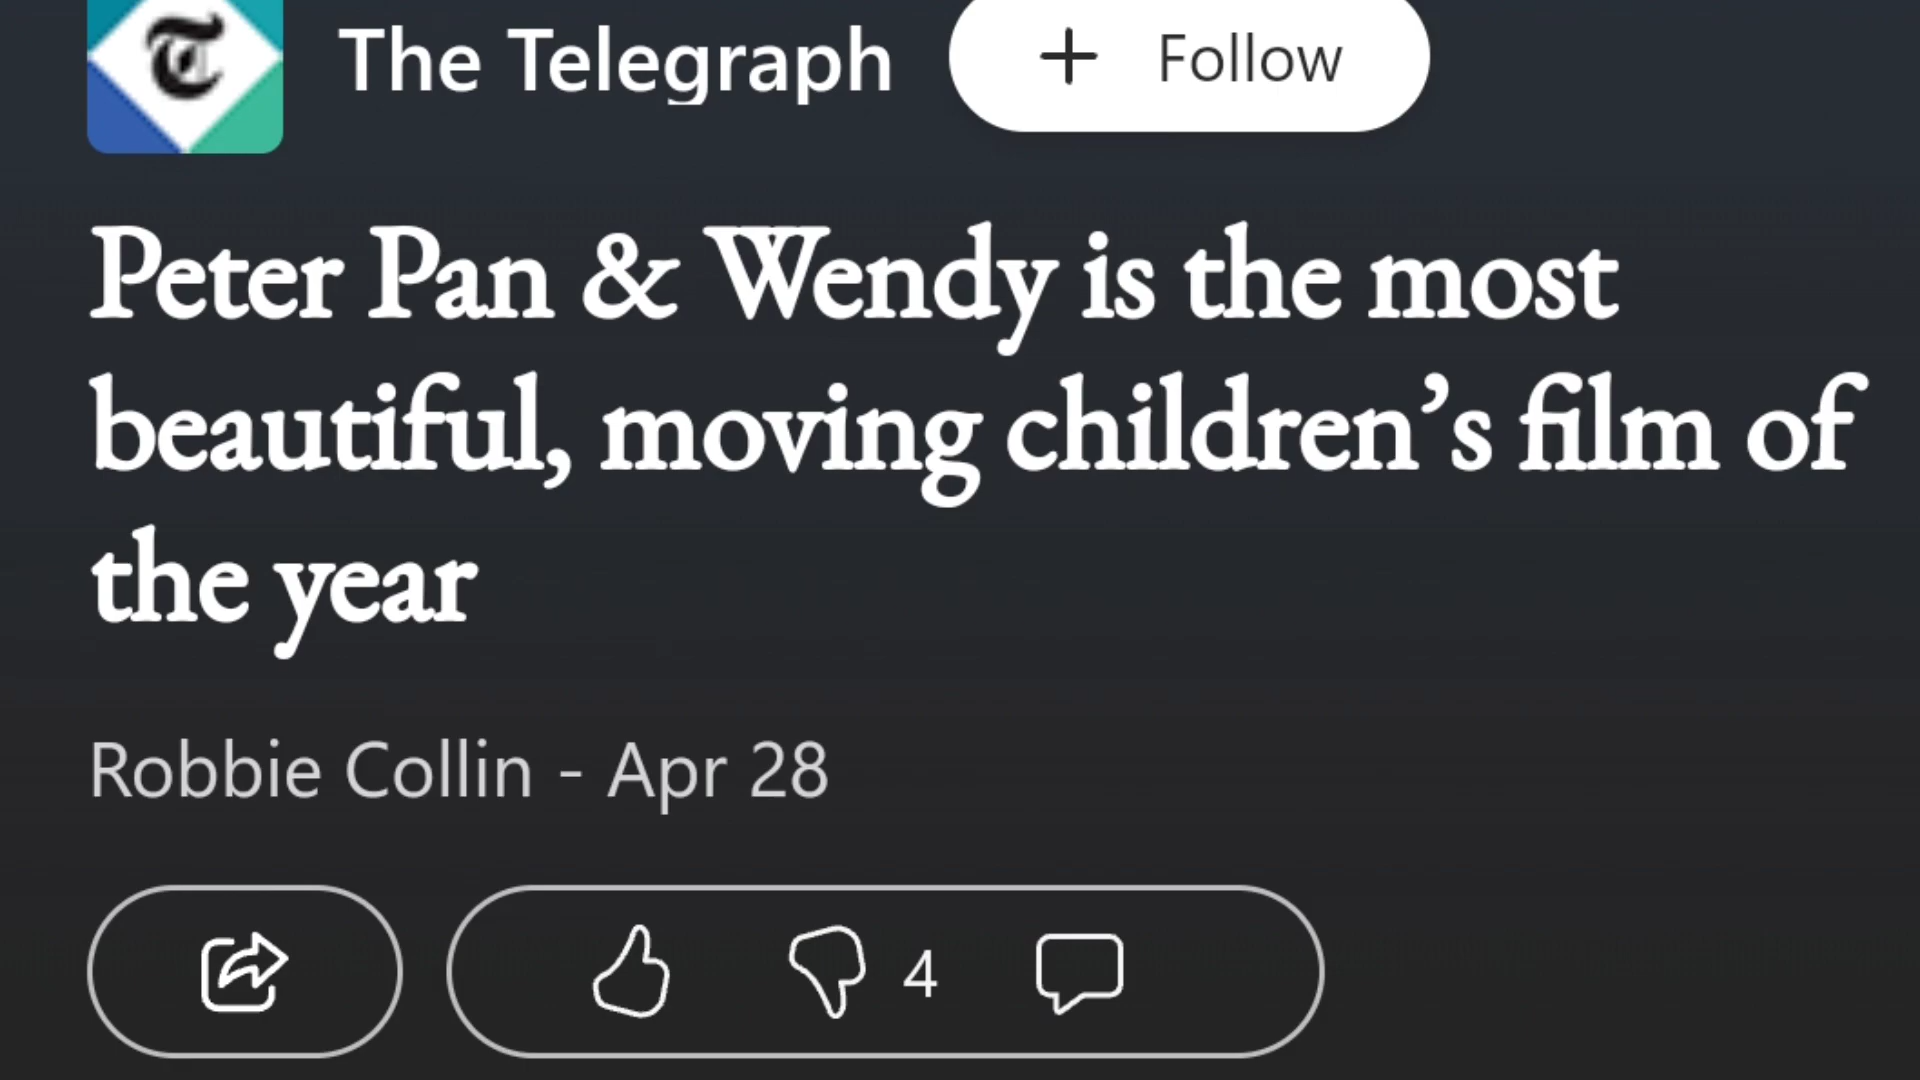 The Telegraph + Follow
Peter Pan & Wendy is the most
beautiful, moving children’s film of
the year
Robbie Collin - Apr 28
4